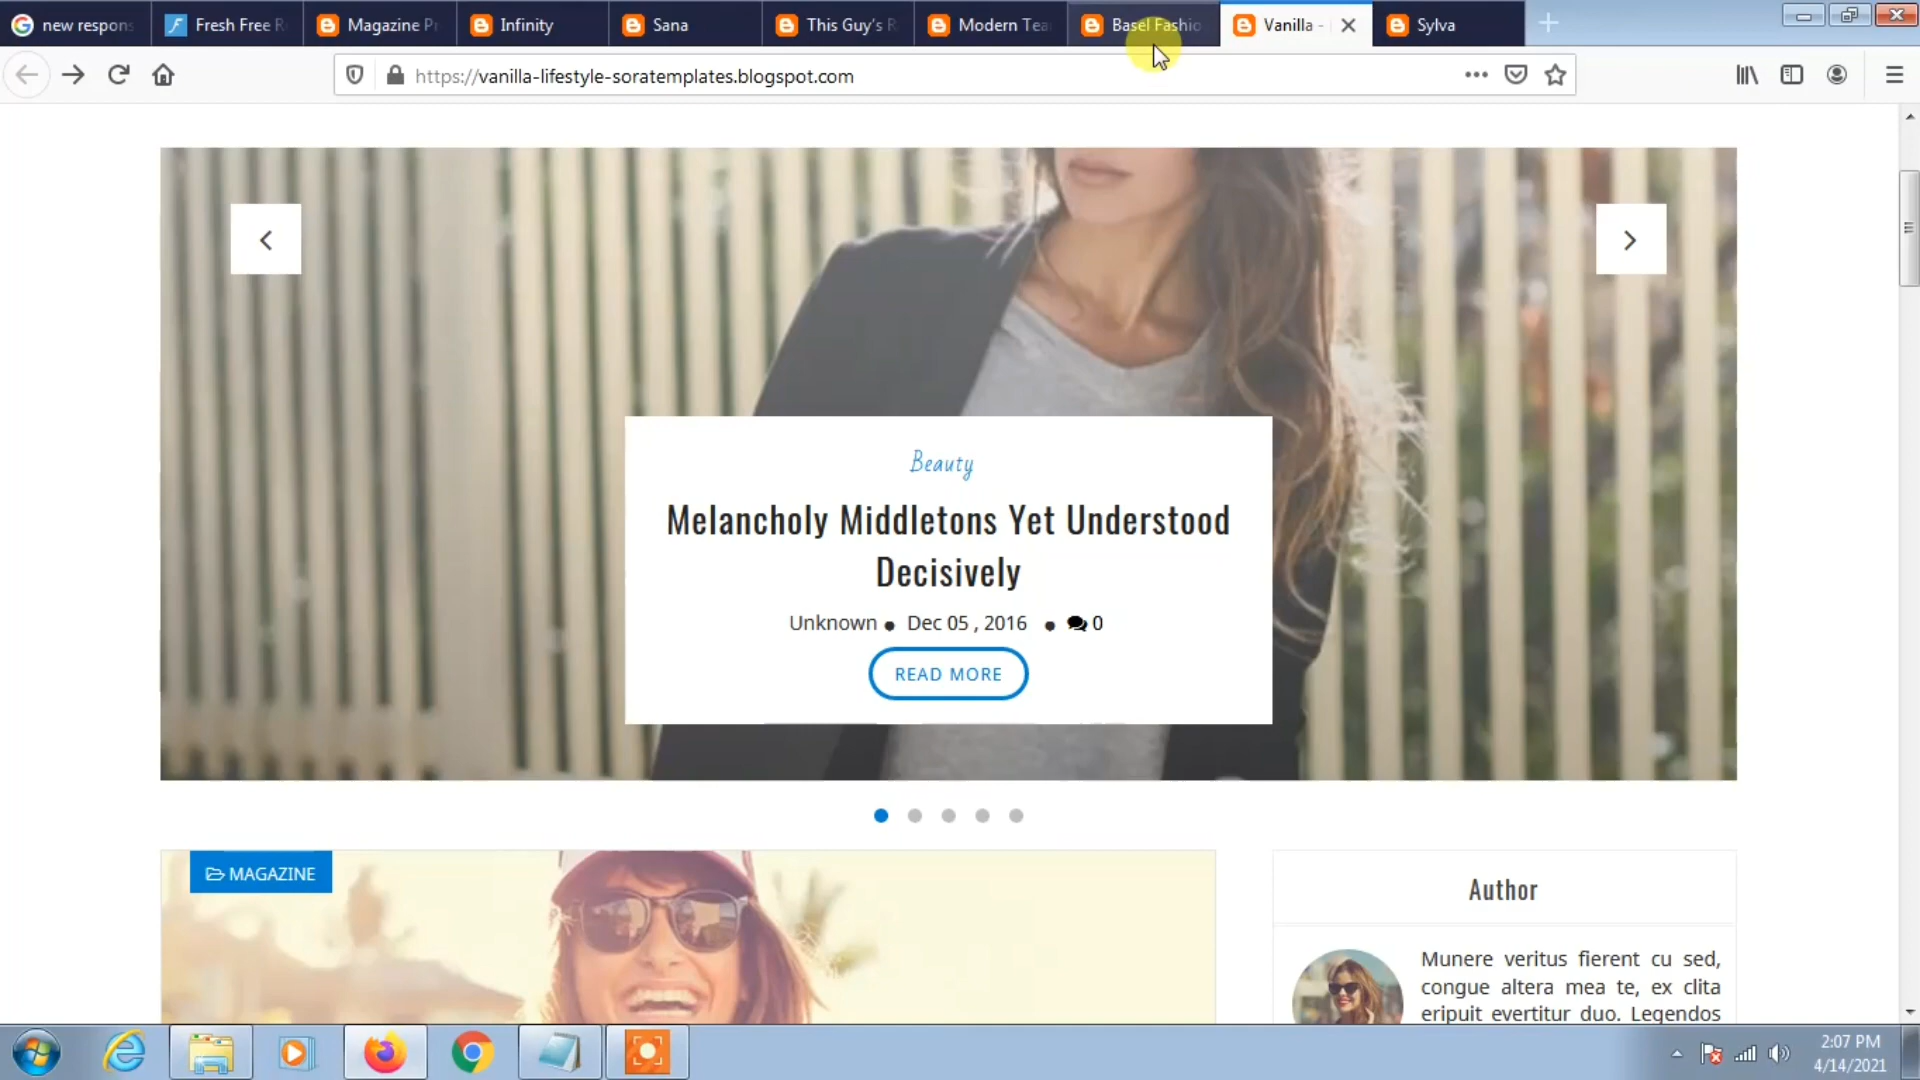 new respon
Fresh Free R
Magazine P
Infinity
Sana
This Guy's R
Modern Tea
Basel Fashio
Vanilla -
Sylva
https://vanilla-lifestyle-soratemplates.blogspot.com
Beauty
Melancholy Middletons Yet Understood
Decisively
Unknown ● Dec 05 , 2016 ● 0
READ MORE
MAGAZINE
Author
Munere veritus fierent cu sed,
congue altera mea te, ex clita
eripuit evertitur duo. Legendos
2:07 PM
4/14/2021